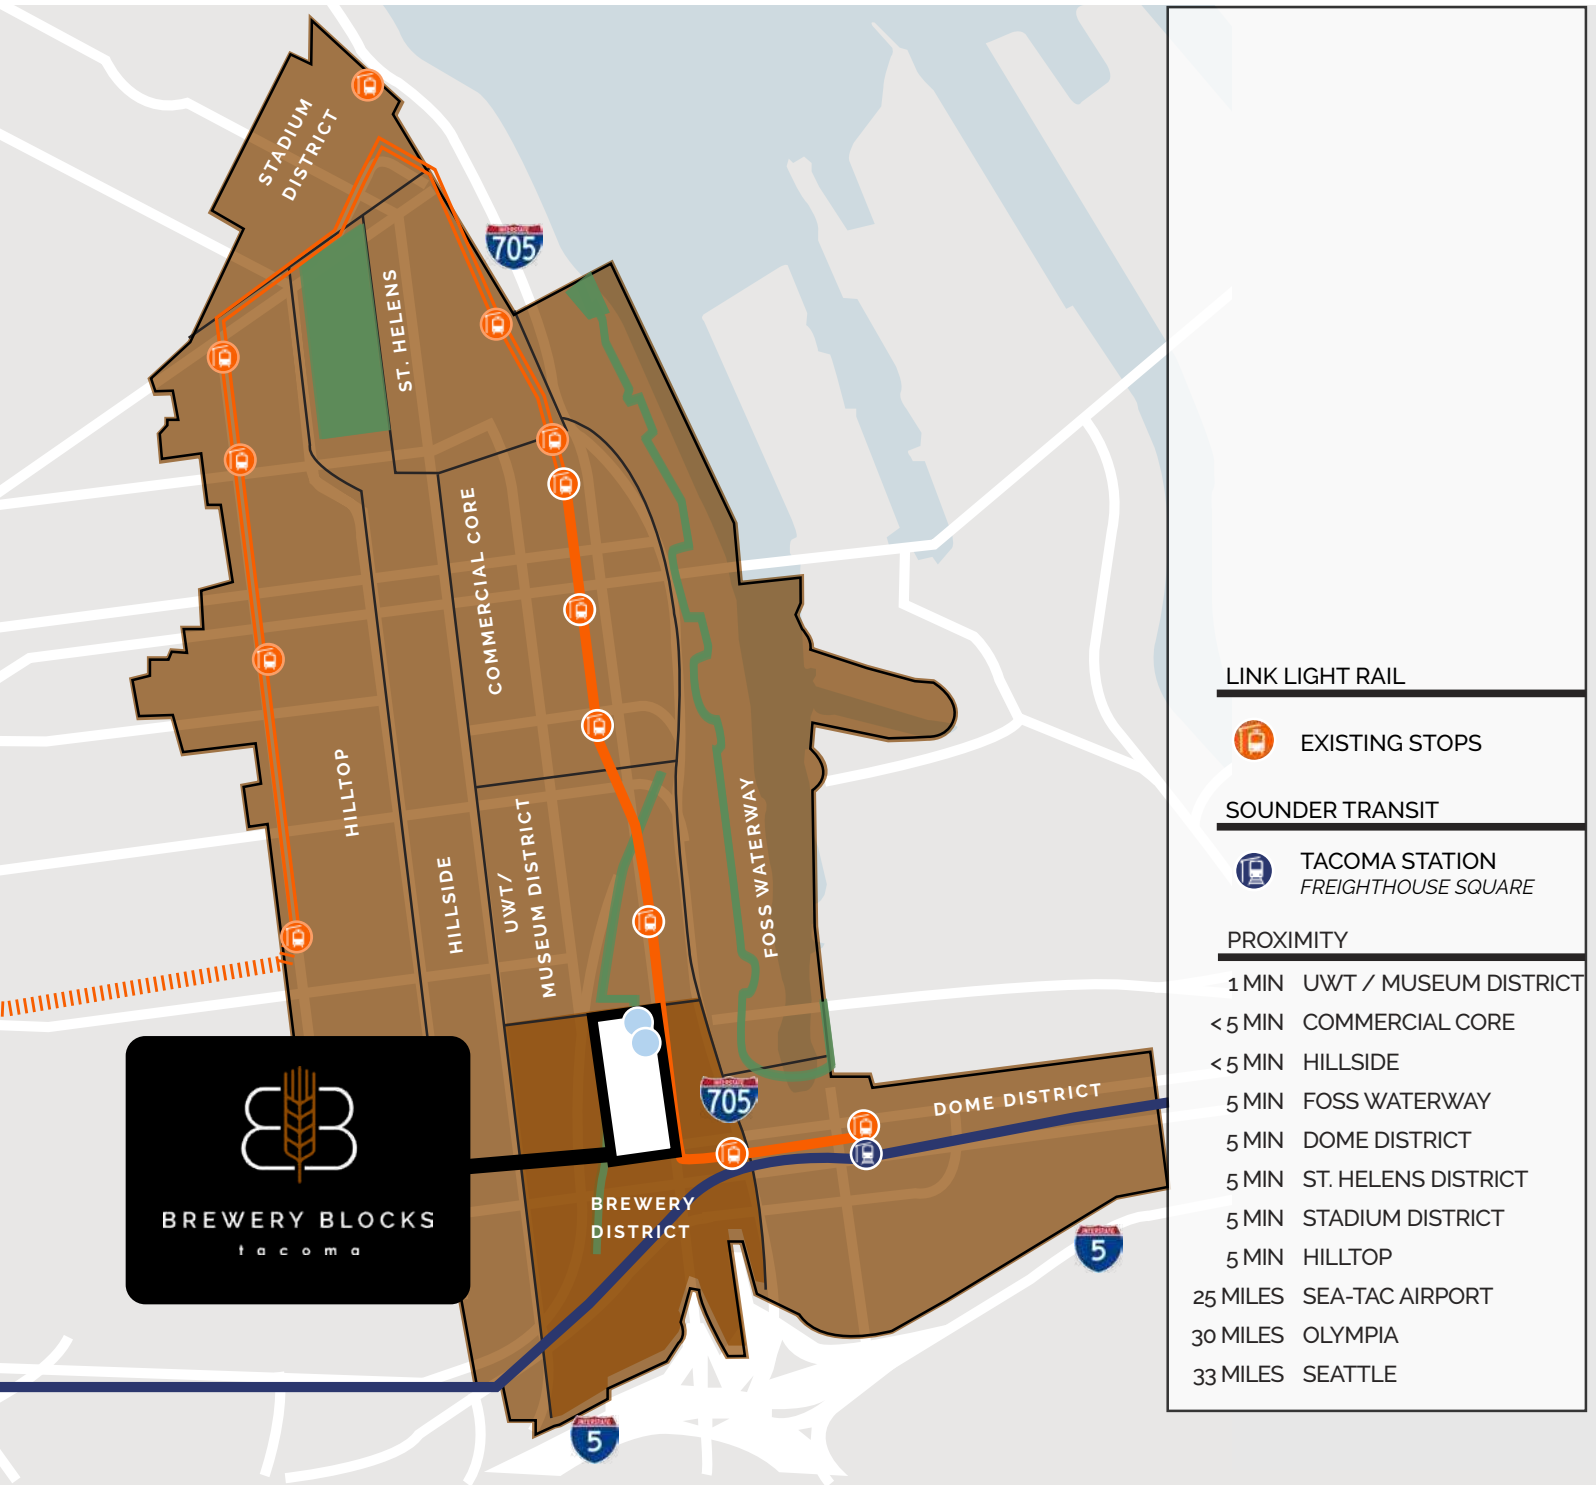 STADIUM
DISTRICT
INTERSTATE
705
ST. HELENS
COMMERCIAL CORE
HILLTOP
HILLSIDE
UWT/
MUSEUM DISTRICT
FOSS WATERWAY
INTERSTATE
705
DOME DISTRICT
BREWERY
DISTRICT
BREWERY BLOCKS
tacoma
INTERSTATE
5
INTERSTATE
5
LINK LIGHT RAIL
EXISTING STOPS
SOUNDER TRANSIT
TACOMA STATION
FREIGHTHOUSE SQUARE
PROXIMITY
1 MIN UWT / MUSEUM DISTRICT
< 5 MIN COMMERCIAL CORE
< 5 MIN HILLSIDE
5 MIN FOSS WATERWAY
5 MIN DOME DISTRICT
5 MIN ST. HELENS DISTRICT
5 MIN STADIUM DISTRICT
5 MIN HILLTOP
25 MILES SEA-TAC AIRPORT
30 MILES OLYMPIA
33 MILES SEATTLE